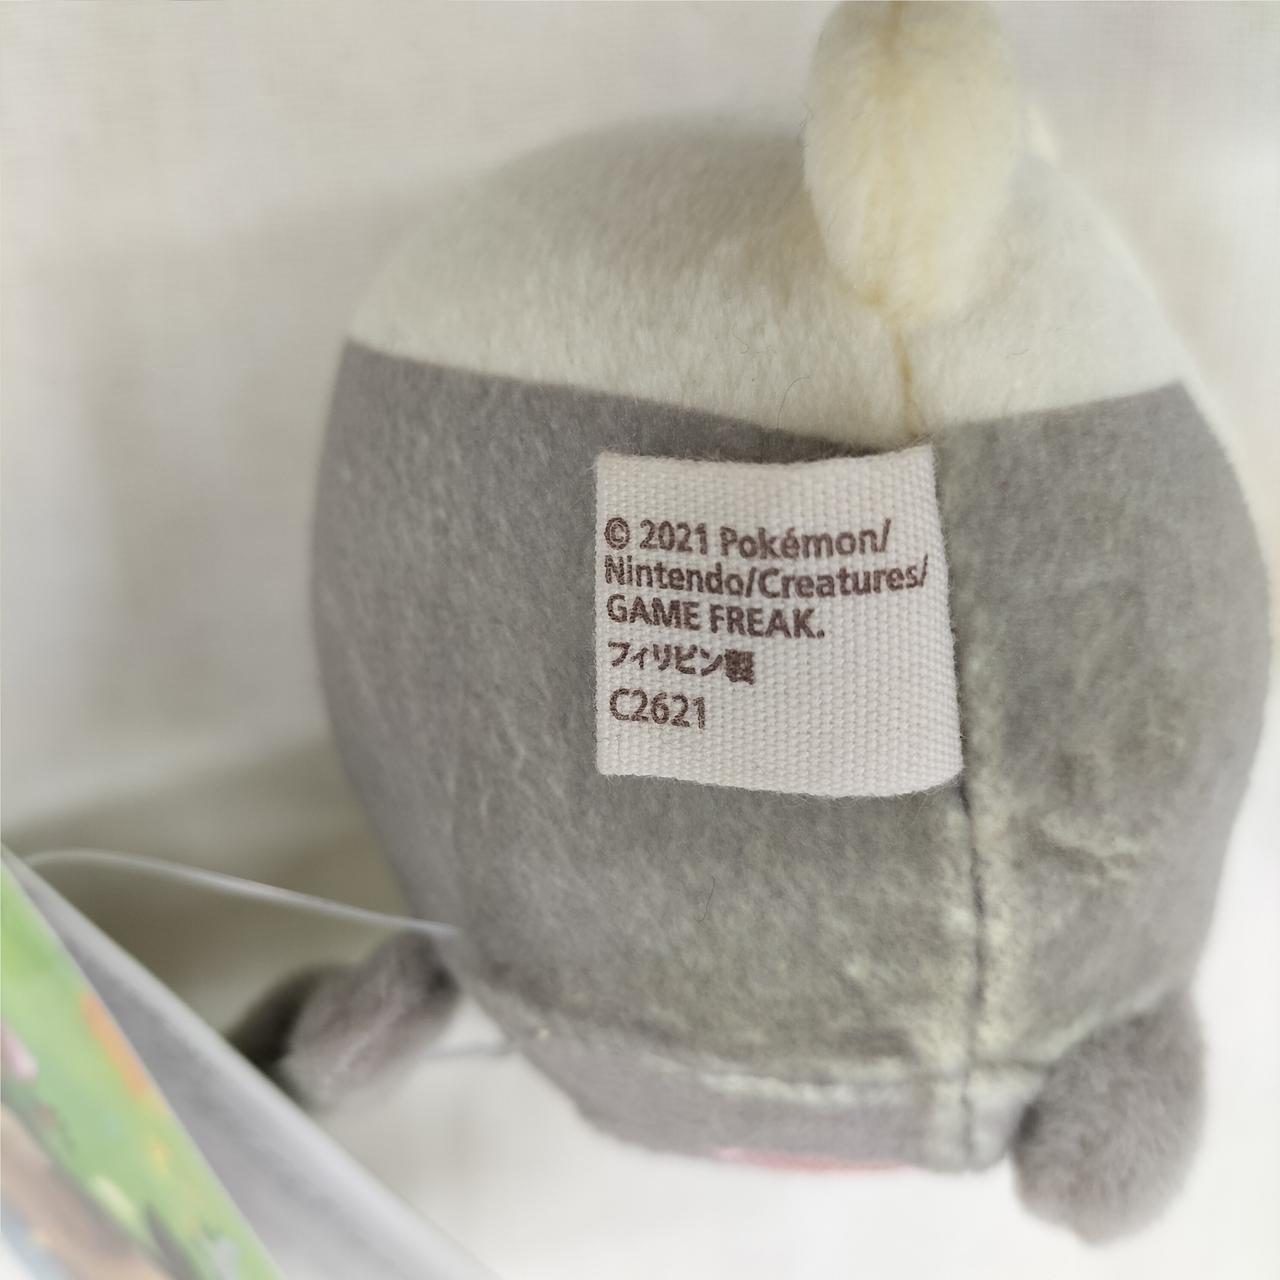 © 2021 Pokémon/
Nintendo/Creatures/
GAME FREAK.
フィリピン製
C2621